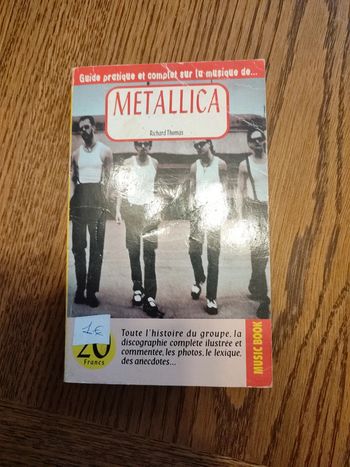 Guide pratique et complet sur la musique de...
METALLICA
Richard Thomas
1€
20
Francs
Toute l'histoire du groupe, la
discographie complète illustrée et
commentée, les photos, le lexique,
des anecdotes...
MUSIC BOOK